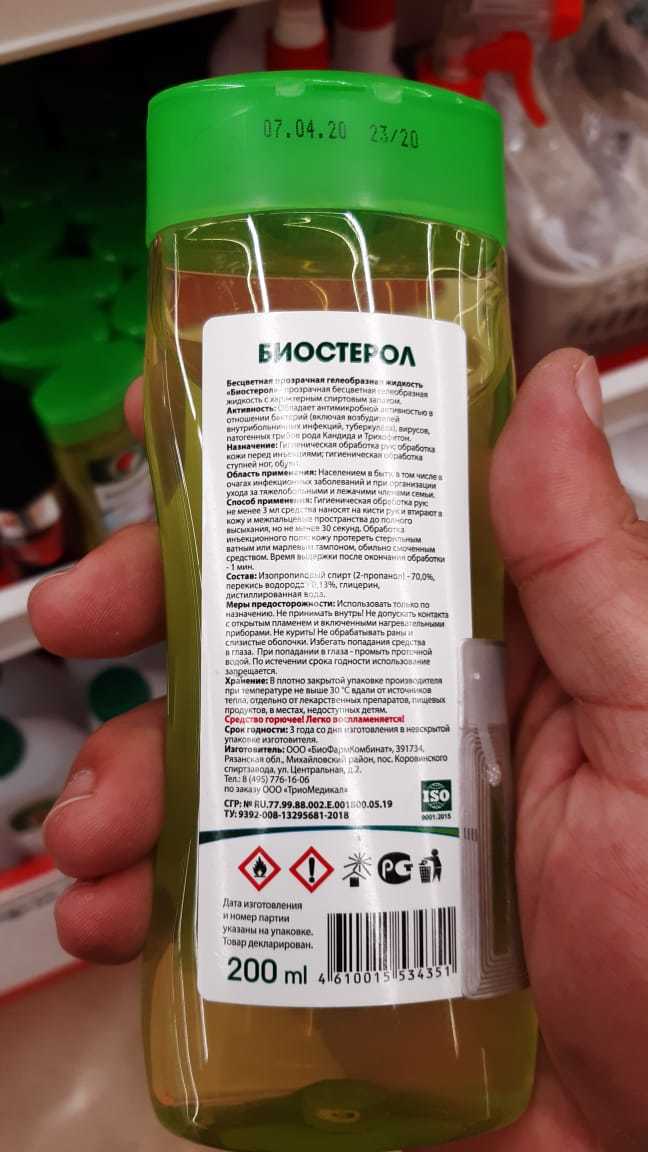 07.04.20 23/20
БИОСТЕРОЛ
Бесцветная прозрачная гелеобразная жидкость
«Биостерол» - прозрачная бесцветная гелеобразная
жидкость с характерным спиртовым запахом.
Активность: Обладает антимикробной активностью в
отношении бактерий (включая возбудителей
внутрибольничных инфекций, туберкулеза), вирусов,
патогенных грибов рода Кандида и Трихофитон.
Назначение: Гигиеническая обработка рук; обработка
кожи перед инъекциями; гигиеническая обработка
ступней ног, обуви.
Область применения: Населением в быту, в том числе в
очагах инфекционных заболеваний и при организации
ухода за тяжелобольными и лежачими членами семьи.
Способ применения: Гигиеническая обработка рук:
не менее 3 мл средства наносят на кисти рук и втирают в
кожу и межпальцевые пространства до полного
высыхания, но не менее 30 секунд. Обработка
инъекционного поля: кожу протереть стерильным
ватным или марлевым тампоном, обильно смоченным
средством. Время выдержки после окончания обработки
- 1 мин.
Состав: Изопропиловый спирт (2-пропанол) - 70,0%,
перекись водорода - 0,13%, глицерин,
дистиллированная вода.
Меры предосторожности: Использовать только по
назначению. Не принимать внутрь! Не допускать контакта
с открытым пламенем и включенными нагревательными
приборами. Не курить! Не обрабатывать раны и
слизистые оболочки. Избегать попадания средства
в глаза. При попадании в глаза - промыть проточной
водой. По истечении срока годности использование
запрещается.
Хранение: В плотно закрытой упаковке производителя
при температуре не выше 30 °C вдали от источников
тепла, отдельно от лекарственных препаратов, пищевых
продуктов, в местах, недоступных детям.
Средство горючее! Легко воспламеняется!
Срок годности: 3 года со дня изготовления в невскрытой
упаковке изготовителя.
Изготовитель: ООО «БиоФармКомбинат», 391734,
Рязанская область, Михайловский район, пос. Коровинского
спиртзавода, ул. Центральная, д.2.
Тел.: 8 (495) 776-16-06
по заказу ООО «ТриоМедикал»
СГР: № RU.77.99.88.002.E.001800.05.19
ТУ: 9392-008-13295681-2018
ISO
9001:2015
РС
Дата изготовления
и номер партии
указаны на упаковке.
Товар декларирован.
200 ml
4 610015 534351